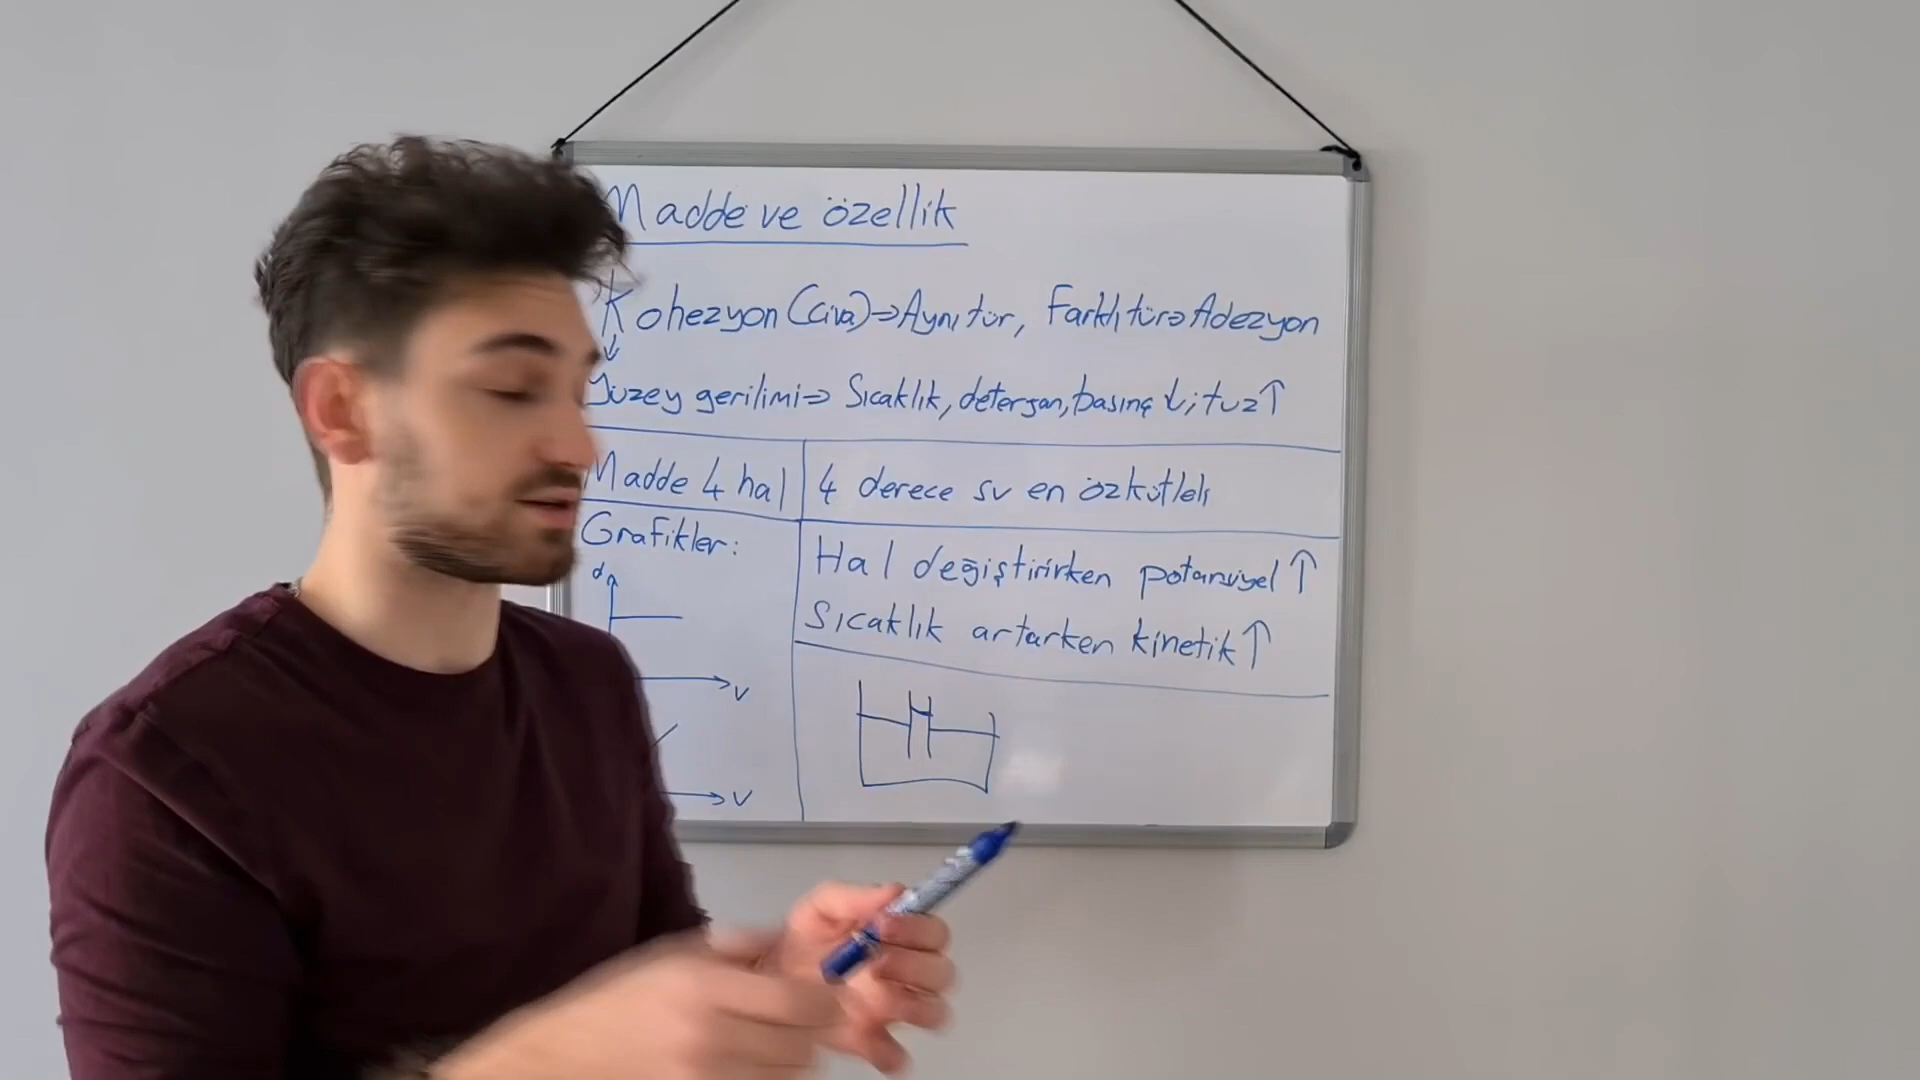 Madde ve özellik
Kohezyon (Civa) ⇒ Aynı tür, Farklı tür ⇒ Adezyon
↓
Yüzey gerilimi ⇒ Sıcaklık, deterjan, basınç ↓; tuz ↑
Madde 4 hal
4 derece su en özkütleli
Grafikler:
d
V
V
Hal değiştirirken potansiyel ↑
Sıcaklık artarken kinetik ↑